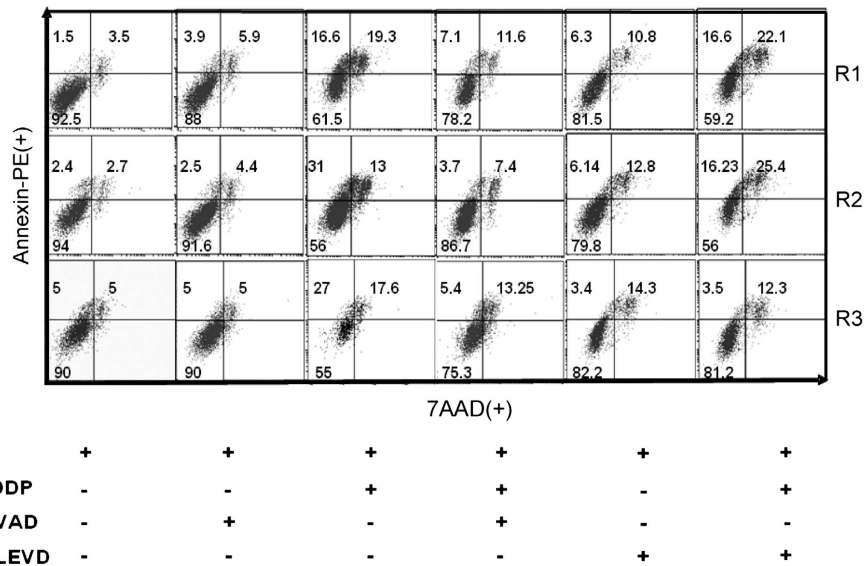 1.5 3.5 3.9 5.9 16.6 19.3 7.1 11.6 6.3 10.8 16.6 22.1
R1
92.5 88 61.5 78.2 81.5 59.2
2.4 2.7 2.5 4.4 31 13 3.7 7.4 6.14 12.8 16.23 25.4
R2
94 91.6 56 86.7 79.8 56
5 5 5 5 27 17.6 5.4 13.25 3.4 14.3 3.5 12.3
R3
90 90 55 75.3 82.2 81.2
Annexin-PE(+)
7AAD(+)
+ + + + + +
DDP - - + + - +
VAD - + - + - -
LEVD - - - - + +